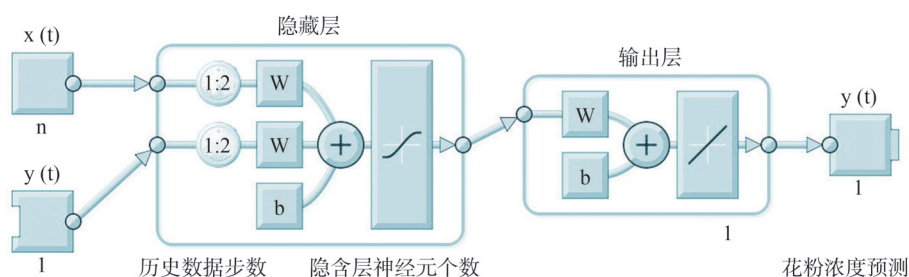 x (t)
n
y (t)
1
隐藏层
1:2
W
1:2
W
b
历史数据步数
隐含层神经元个数
输出层
W
b
1
y (t)
1
花粉浓度预测